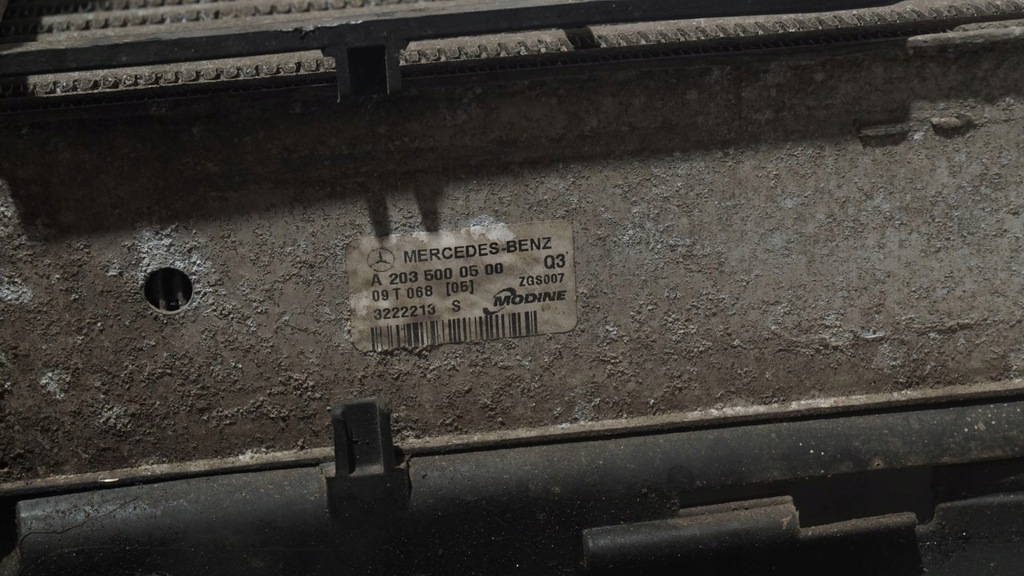 MERCEDES-BENZ
A 203 500 05 00 Q3
09 T 068 [05] ZGS007
3222213 S MODINE